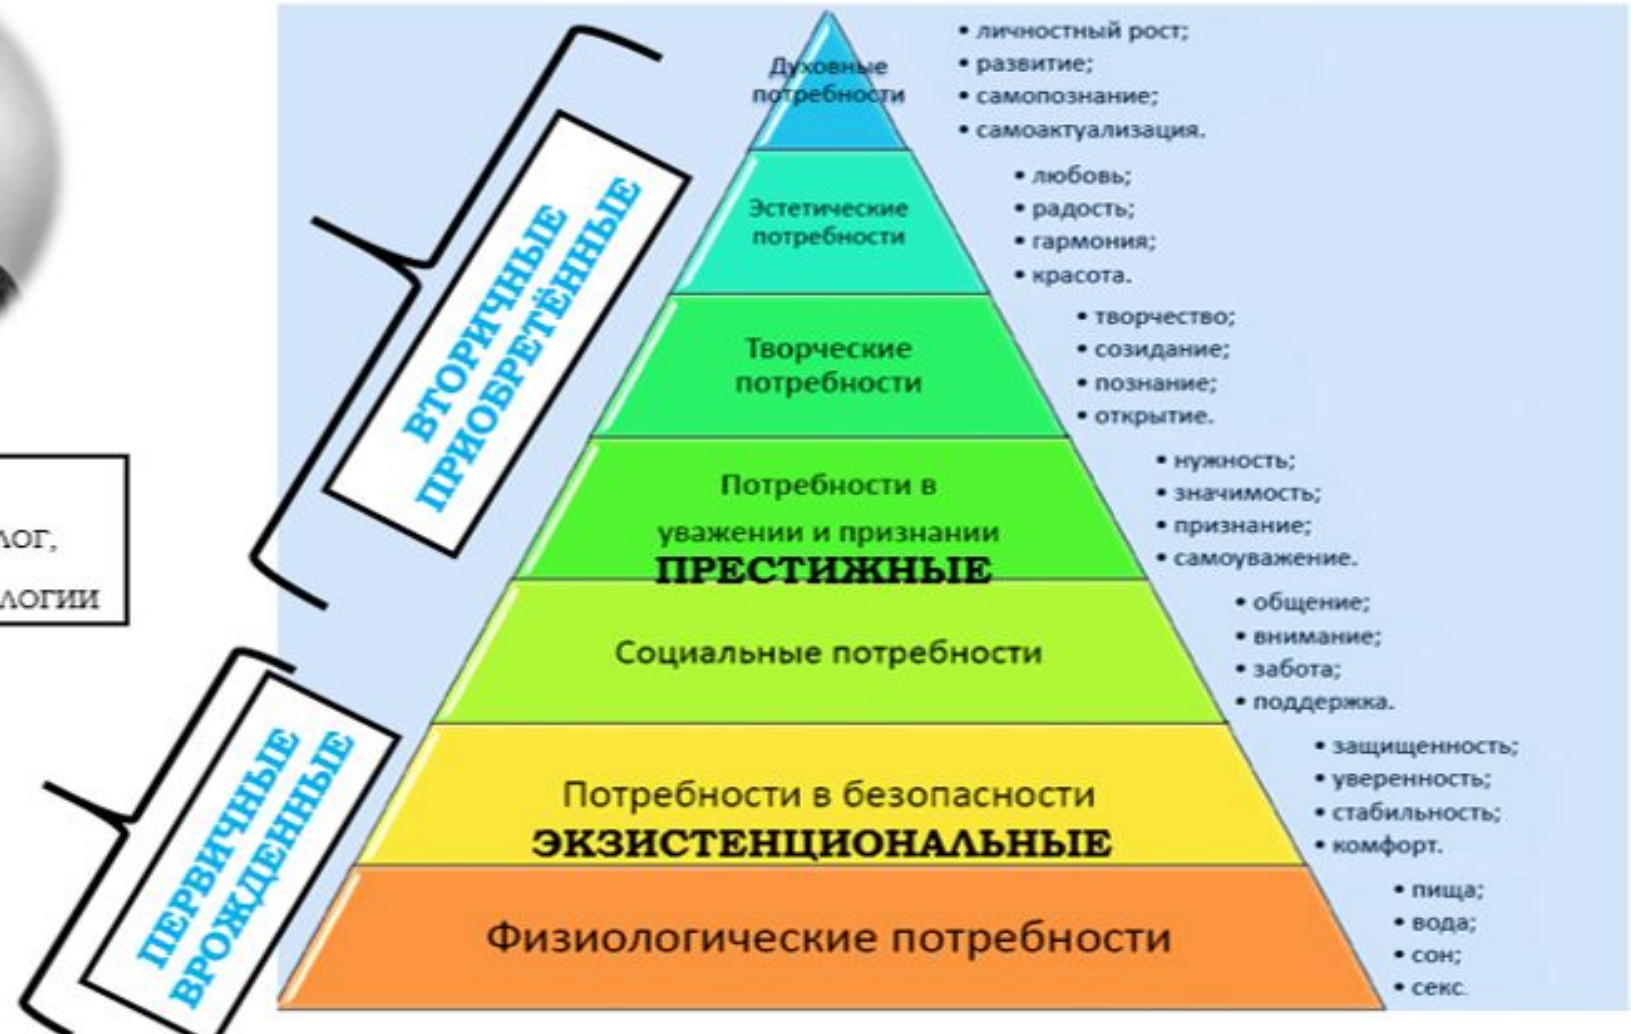 Духовные
потребности
• личностный рост;
• развитие;
• самопознание;
• самоактуализация.
Эстетические
потребности
• любовь;
• радость;
• гармония;
• красота.
Творческие
потребности
• творчество;
• созидание;
• познание;
• открытие.
Потребности в
уважении и признании
ПРЕСТИЖНЫЕ
• нужность;
• значимость;
• признание;
• самоуважение.
Социальные потребности
• общение;
• внимание;
• забота;
• поддержка.
Потребности в безопасности
ЭКЗИСТЕНЦИОНАЛЬНЫЕ
• защищенность;
• уверенность;
• стабильность;
• комфорт.
Физиологические потребности
• пища;
• вода;
• сон;
• секс.
ВТОРИЧНЫЕ
ПРИОБРЕТЁННЫЕ
ПЕРВИЧНЫЕ
ВРОЖДЕННЫЕ